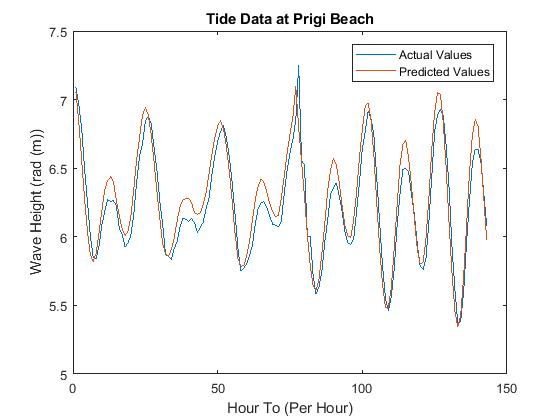 Tide Data at Prigi Beach
Actual Values
Predicted Values
Wave Height (rad (m))
7.5
7
6.5
6
5.5
5
0 50 100 150
Hour To (Per Hour)